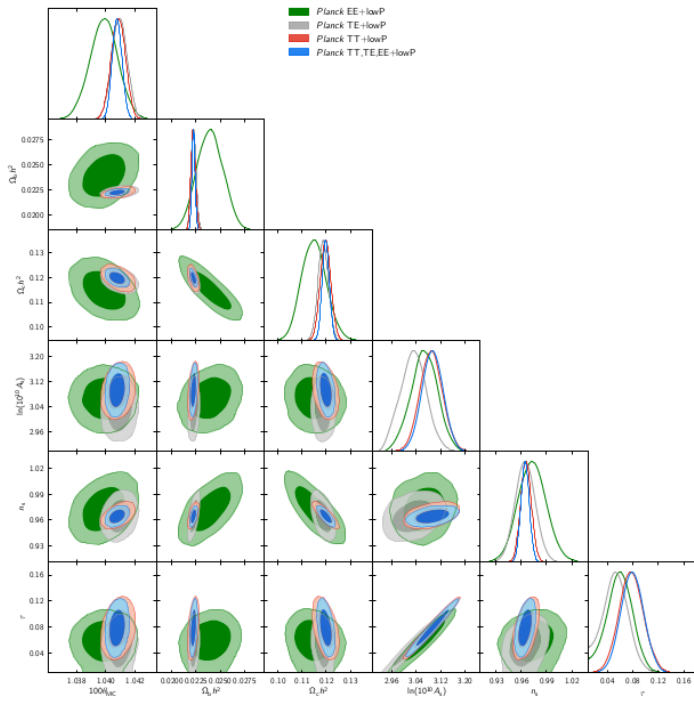 Planck EE+lowP
Planck TE+lowP
Planck TT+lowP
Planck TT,TE,EE+lowP
0.0275
0.0250
0.0225
0.0200
Ω_b h²
0.13
0.12
0.11
0.10
Ω_c h²
3.20
3.12
3.04
2.96
ln(10¹⁰ A_s)
1.02
0.99
0.96
0.93
n_s
0.16
0.12
0.08
0.04
τ
1.038 1.040 1.042
0.0200 0.0225 0.0250 0.0275
0.10 0.11 0.12 0.13
2.96 3.04 3.12 3.20
0.93 0.96 0.99 1.02
0.04 0.08 0.12 0.16
100θ_MC
Ω_b h²
Ω_c h²
ln(10¹⁰ A_s)
n_s
τ